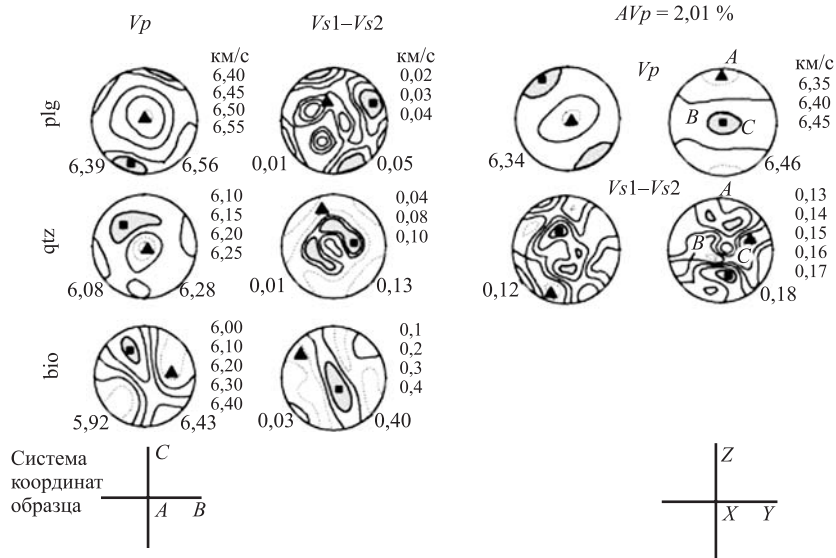 Vp Vs1–Vs2 AVp = 2,01 %
км/с км/с Vp A км/с
plg
6,40
6,45
6,50
6,55
0,02
0,03
0,04
6,39 6,56 0,01 0,05
B C
6,35
6,40
6,45
6,34 6,46
qtz
6,10
6,15
6,20
6,25
0,04
0,08
0,10
6,08 6,28 0,01 0,13
Vs1–Vs2 A
B C
0,13
0,14
0,15
0,16
0,17
0,12 0,18
bio
6,00
6,10
6,20
6,30
6,40
0,1
0,2
0,3
0,4
5,92 6,43 0,03 0,40
Система
координат
образца
C
A B
Z
X Y